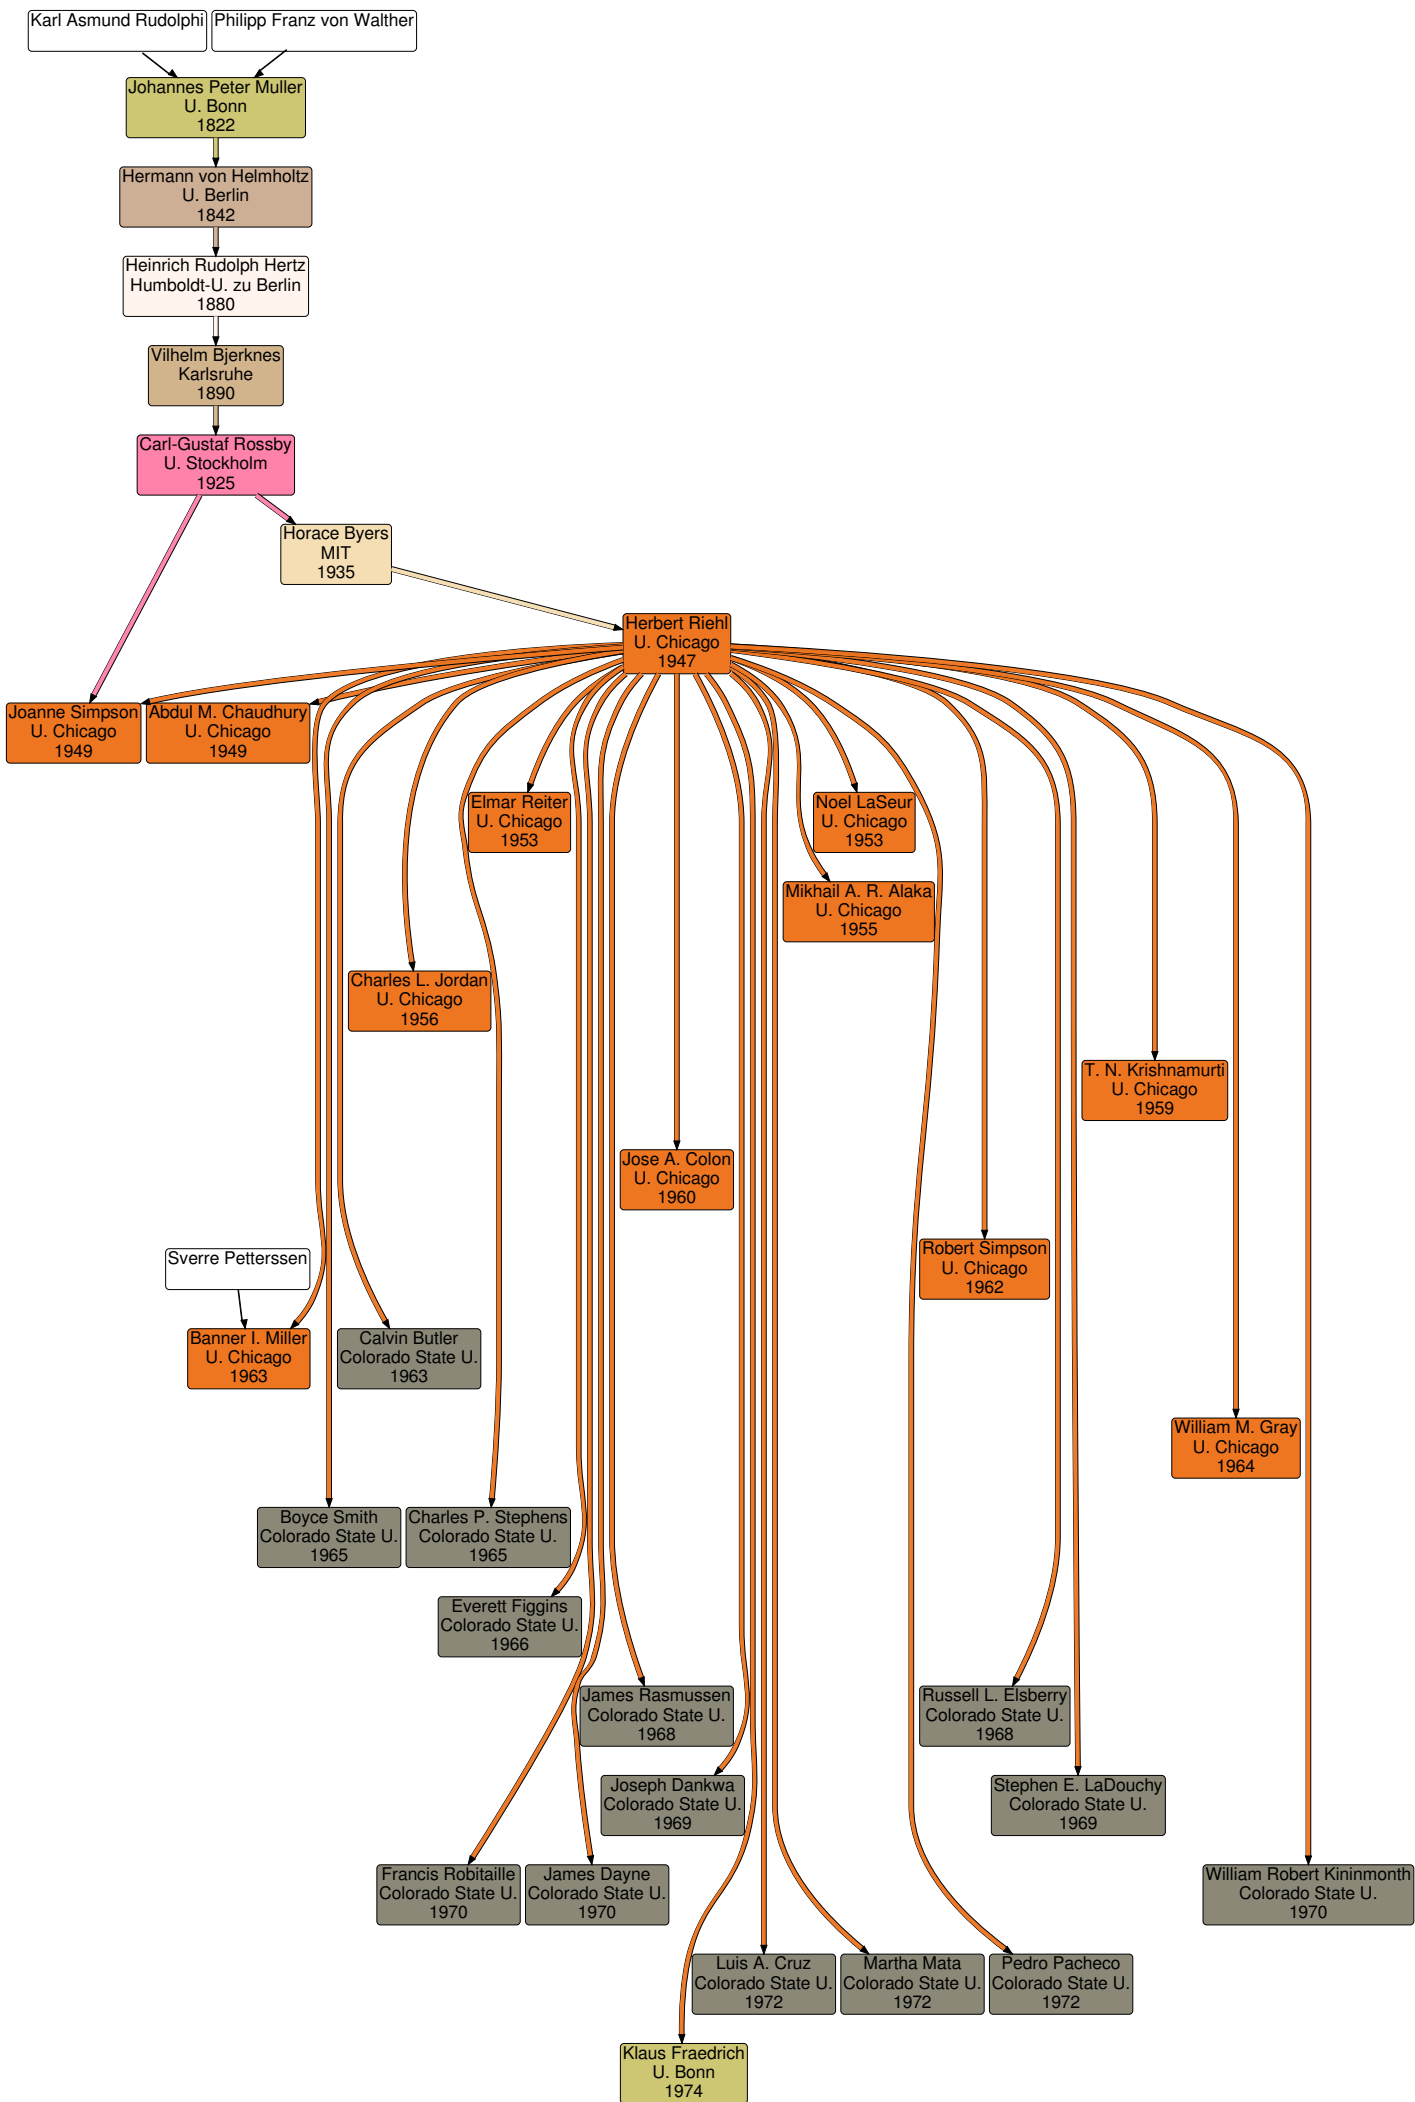 Karl Asmund Rudolphi
Philipp Franz von Walther
Johannes Peter Muller
U. Bonn
1822
Hermann von Helmholtz
U. Berlin
1842
Heinrich Rudolph Hertz
Humboldt-U. zu Berlin
1880
Vilhelm Bjerknes
Karlsruhe
1890
Carl-Gustaf Rossby
U. Stockholm
1925
Horace Byers
MIT
1935
Herbert Riehl
U. Chicago
1947
Joanne Simpson
U. Chicago
1949
Abdul M. Chaudhury
U. Chicago
1949
Elmar Reiter
U. Chicago
1953
Noel LaSeur
U. Chicago
1953
Mikhail A. R. Alaka
U. Chicago
1955
Charles L. Jordan
U. Chicago
1956
T. N. Krishnamurti
U. Chicago
1959
Jose A. Colon
U. Chicago
1960
Robert Simpson
U. Chicago
1962
Sverre Petterssen
Banner I. Miller
U. Chicago
1963
Calvin Butler
Colorado State U.
1963
William M. Gray
U. Chicago
1964
Boyce Smith
Colorado State U.
1965
Charles P. Stephens
Colorado State U.
1965
Everett Figgins
Colorado State U.
1966
James Rasmussen
Colorado State U.
1968
Russell L. Elsberry
Colorado State U.
1968
Joseph Dankwa
Colorado State U.
1969
Stephen E. LaDouchy
Colorado State U.
1969
Francis Robitaille
Colorado State U.
1970
James Dayne
Colorado State U.
1970
William Robert Kininmonth
Colorado State U.
1970
Luis A. Cruz
Colorado State U.
1972
Martha Mata
Colorado State U.
1972
Pedro Pacheco
Colorado State U.
1972
Klaus Fraedrich
U. Bonn
1974